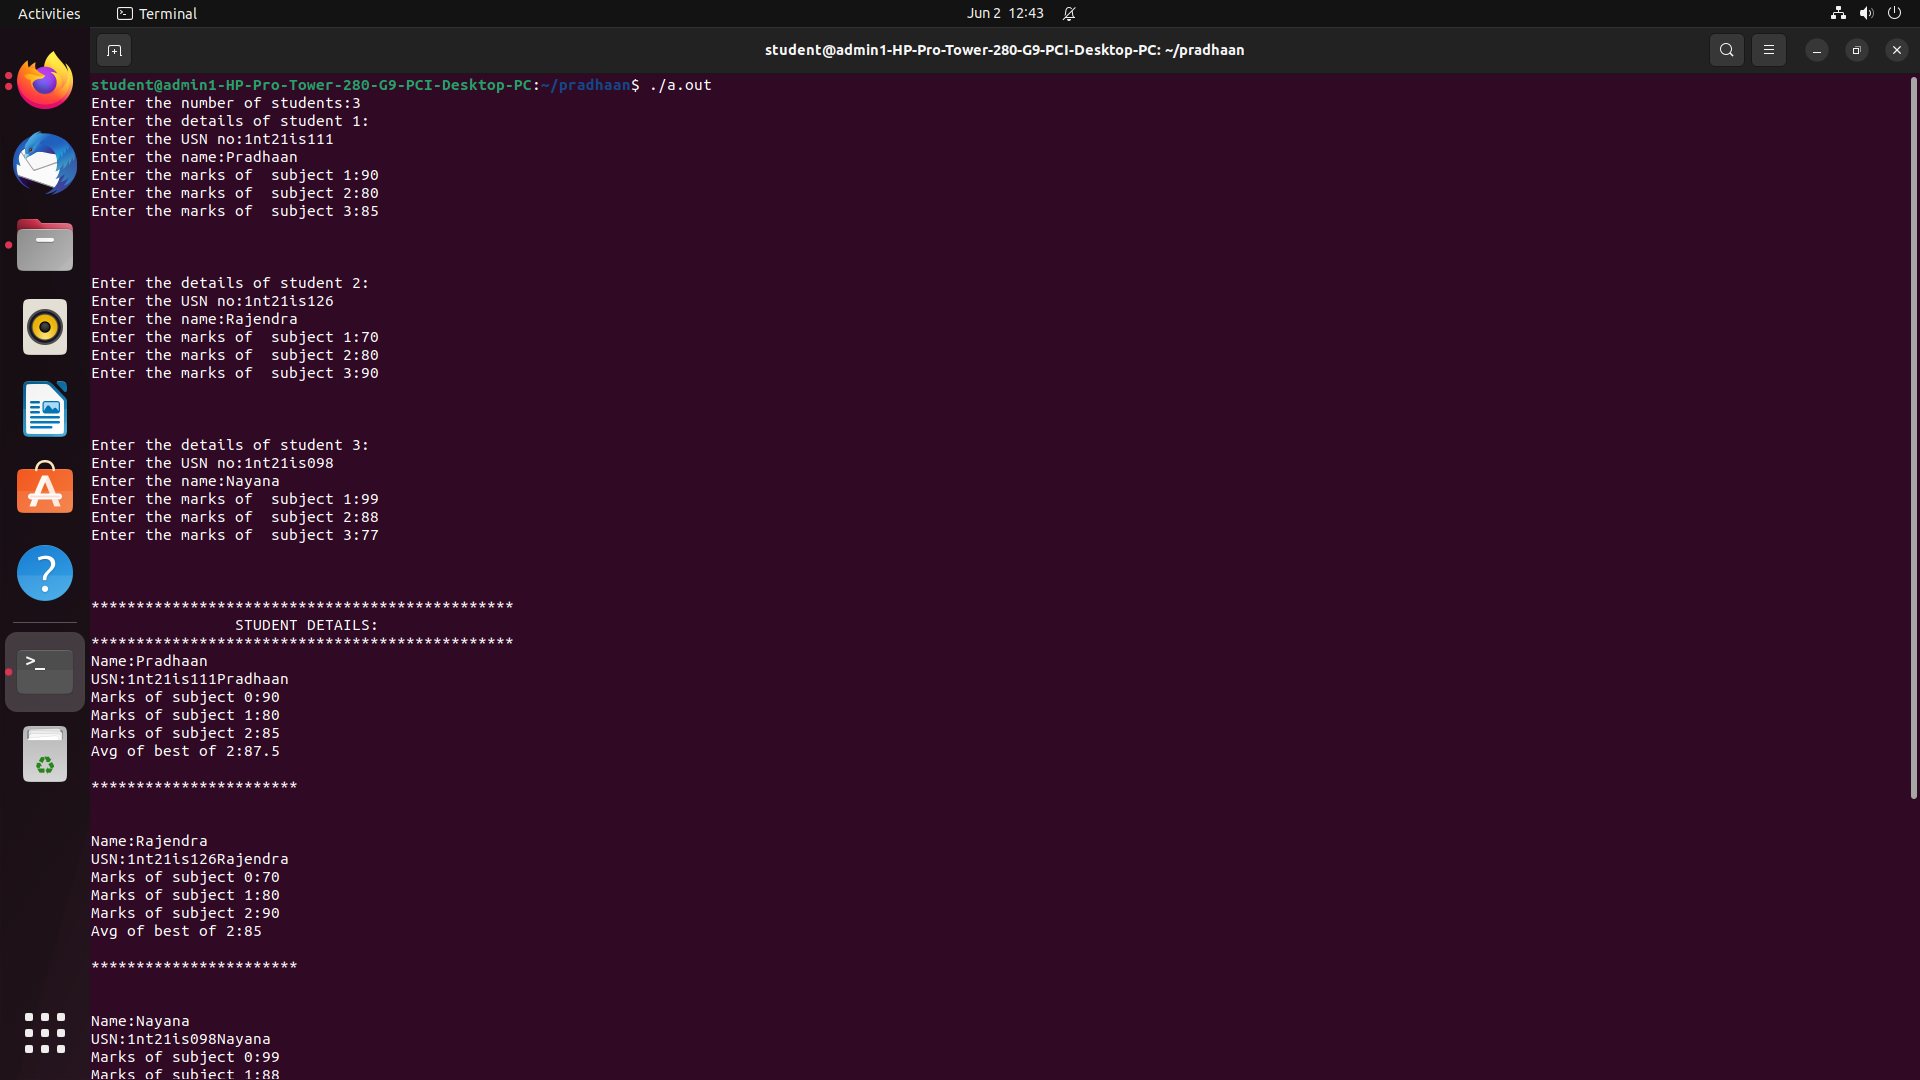 Activities
Terminal
Jun 2 12:43
student@admin1-HP-Pro-Tower-280-G9-PCI-Desktop-PC: ~/pradhaan
student@admin1-HP-Pro-Tower-280-G9-PCI-Desktop-PC:~/pradhaan$ ./a.out
Enter the number of students:3
Enter the details of student 1:
Enter the USN no:1nt21is111
Enter the name:Pradhaan
Enter the marks of  subject 1:90
Enter the marks of  subject 2:80
Enter the marks of  subject 3:85
Enter the details of student 2:
Enter the USN no:1nt21is126
Enter the name:Rajendra
Enter the marks of  subject 1:70
Enter the marks of  subject 2:80
Enter the marks of  subject 3:90
Enter the details of student 3:
Enter the USN no:1nt21is098
Enter the name:Nayana
Enter the marks of  subject 1:99
Enter the marks of  subject 2:88
Enter the marks of  subject 3:77
***********************************************
STUDENT DETAILS:
***********************************************
Name:Pradhaan
USN:1nt21is111Pradhaan
Marks of subject 0:90
Marks of subject 1:80
Marks of subject 2:85
Avg of best of 2:87.5
***********************
Name:Rajendra
USN:1nt21is126Rajendra
Marks of subject 0:70
Marks of subject 1:80
Marks of subject 2:90
Avg of best of 2:85
***********************
Name:Nayana
USN:1nt21is098Nayana
Marks of subject 0:99
Marks of subject 1:88